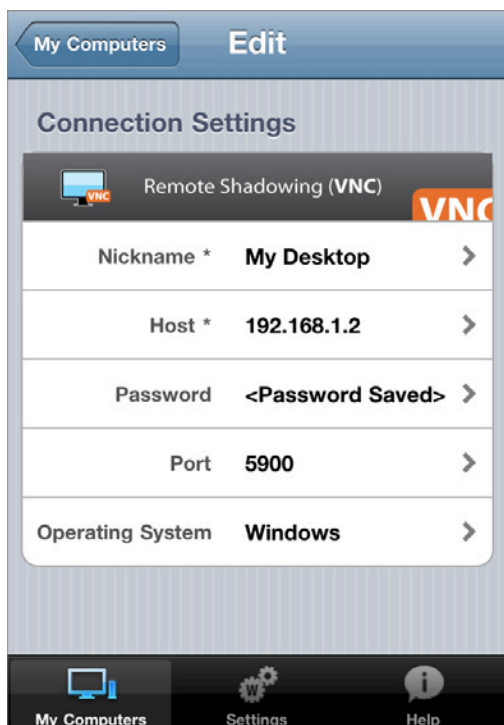 My Computers Edit
Connection Settings
VNC Remote Shadowing (VNC) VNC
Nickname * My Desktop
Host * 192.168.1.2
Password <Password Saved>
Port 5900
Operating System Windows
W i
My Computers Settings Help